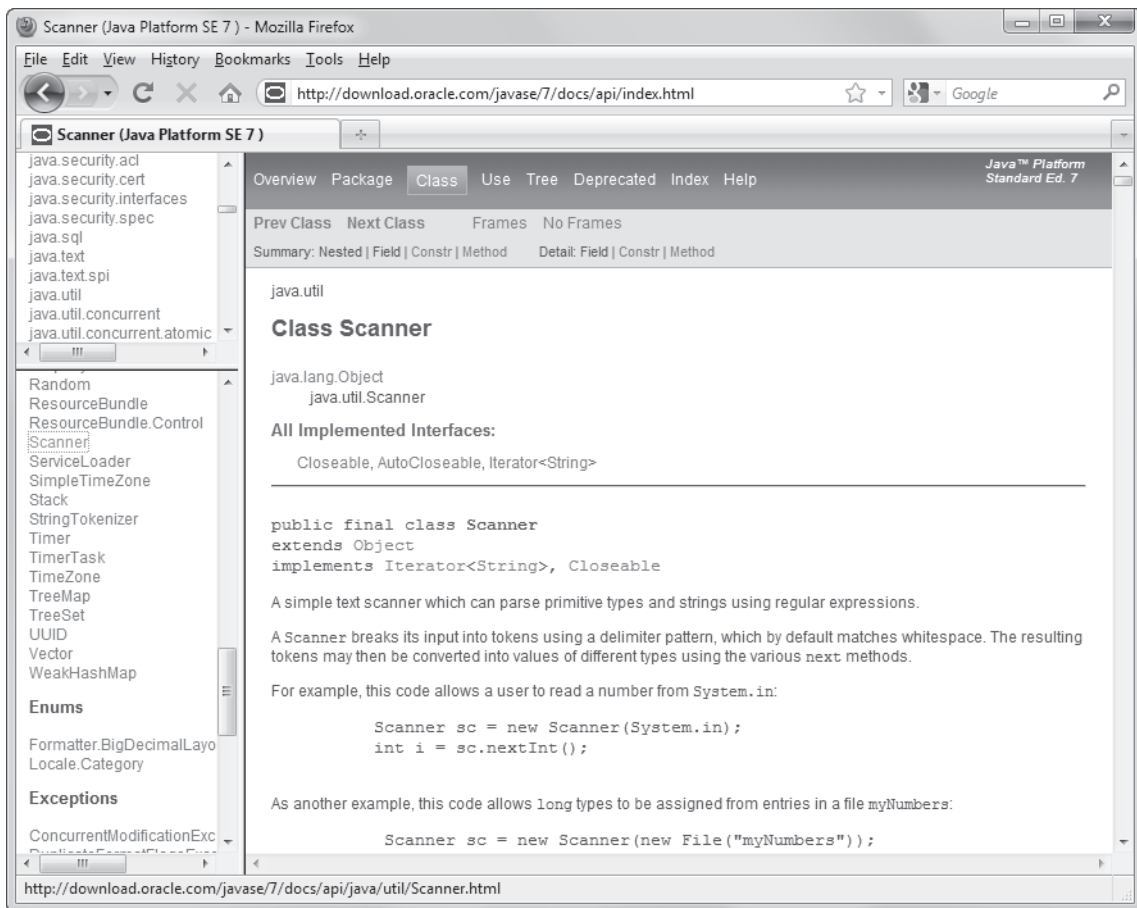 Scanner (Java Platform SE 7 ) - Mozilla Firefox
File Edit View History Bookmarks Tools Help
http://download.oracle.com/javase/7/docs/api/index.html
Google
Scanner (Java Platform SE 7 )
java.security.acl
java.security.cert
java.security.interfaces
java.security.spec
java.sql
java.text
java.text.spi
java.util
java.util.concurrent
java.util.concurrent.atomic
Random
ResourceBundle
ResourceBundle.Control
Scanner
ServiceLoader
SimpleTimeZone
Stack
StringTokenizer
Timer
TimerTask
TimeZone
TreeMap
TreeSet
UUID
Vector
WeakHashMap
Enums
Formatter.BigDecimalLayo
Locale.Category
Exceptions
ConcurrentModificationExc
Overview Package Class Use Tree Deprecated Index Help
Java™ Platform
Standard Ed. 7
Prev Class Next Class Frames No Frames
Summary: Nested | Field | Constr | Method Detail: Field | Constr | Method
java.util
Class Scanner
java.lang.Object
java.util.Scanner
All Implemented Interfaces:
Closeable, AutoCloseable, Iterator<String>
public final class Scanner
extends Object
implements Iterator<String>, Closeable
A simple text scanner which can parse primitive types and strings using regular expressions.
A Scanner breaks its input into tokens using a delimiter pattern, which by default matches whitespace. The resulting
tokens may then be converted into values of different types using the various next methods.
For example, this code allows a user to read a number from System.in:
Scanner sc = new Scanner(System.in);
int i = sc.nextInt();
As another example, this code allows long types to be assigned from entries in a file myNumbers:
Scanner sc = new Scanner(new File("myNumbers"));
http://download.oracle.com/javase/7/docs/api/java/util/Scanner.html